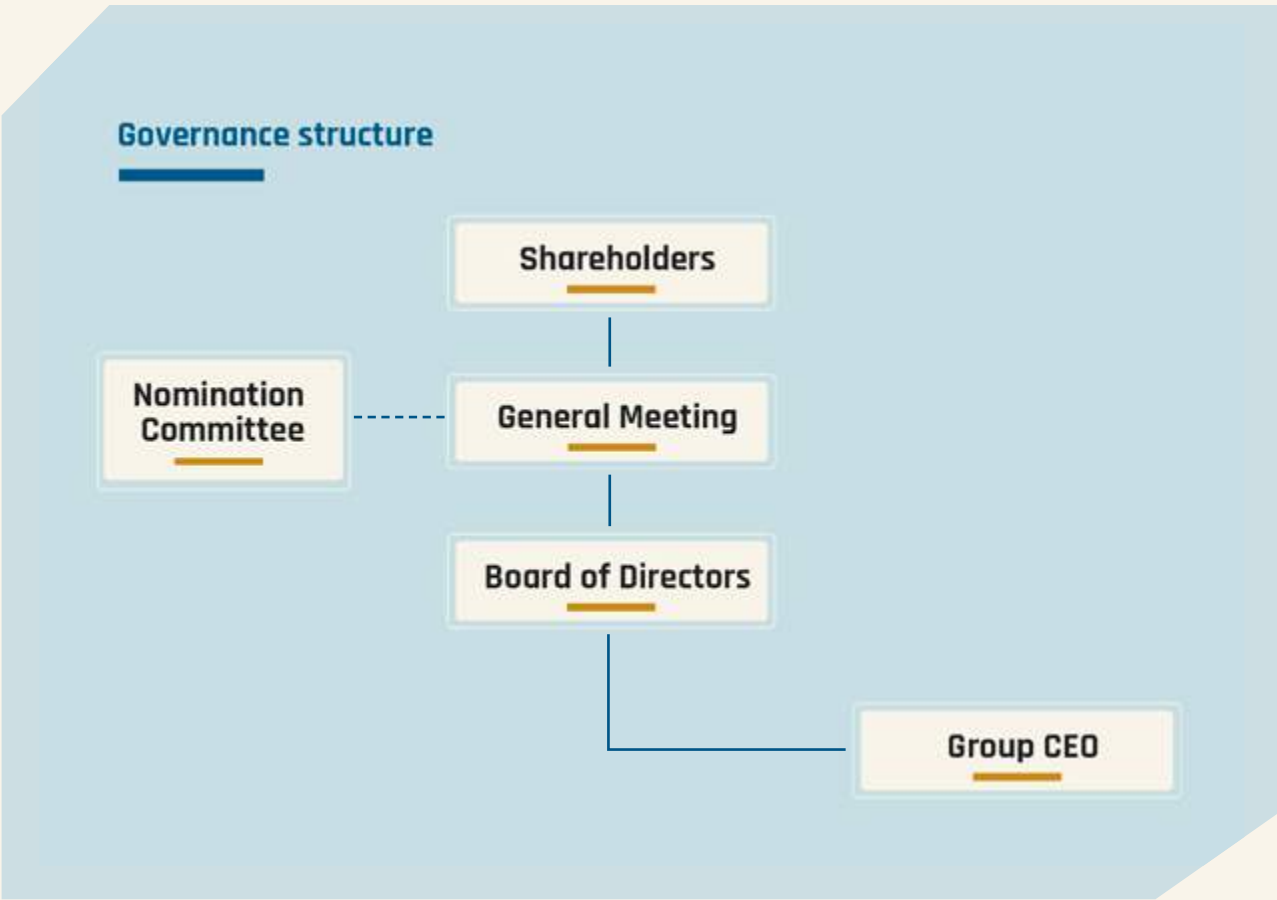 Governance structure
Shareholders
Nomination
Committee
General Meeting
Board of Directors
Group CEO